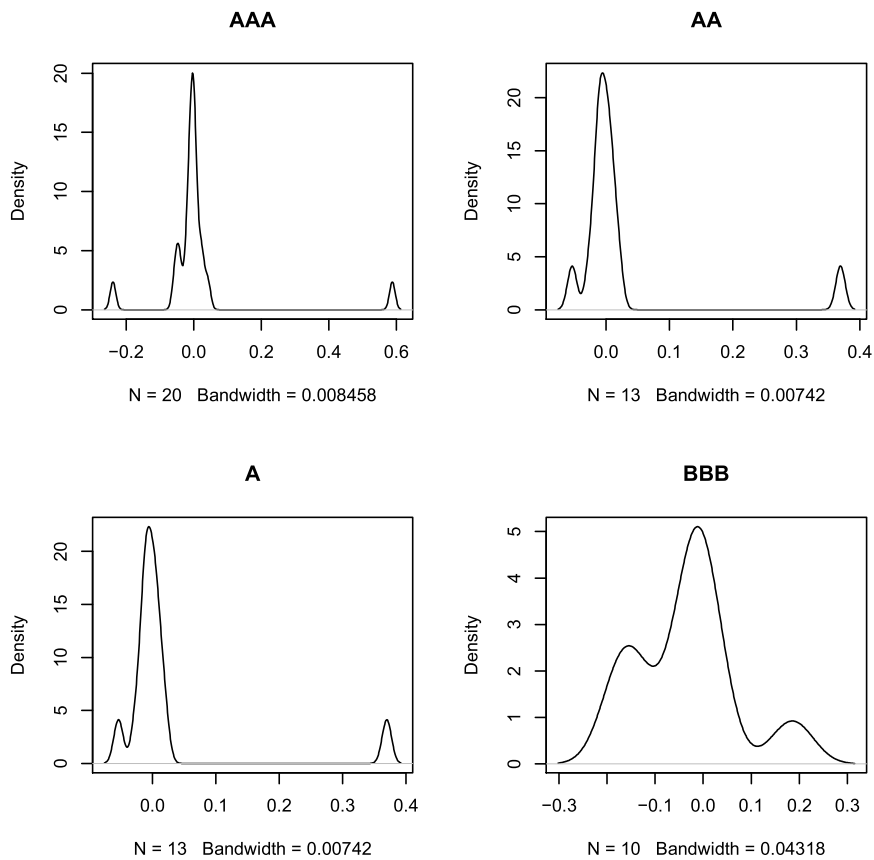 AAA
Density
0 5 10 15 20
−0.2 0.0 0.2 0.4 0.6
N = 20 Bandwidth = 0.008458
AA
Density
0 5 10 15 20
0.0 0.1 0.2 0.3 0.4
N = 13 Bandwidth = 0.00742
A
Density
0 5 10 15 20
0.0 0.1 0.2 0.3 0.4
N = 13 Bandwidth = 0.00742
BBB
Density
0 1 2 3 4 5
−0.3 −0.1 0.0 0.1 0.2 0.3
N = 10 Bandwidth = 0.04318